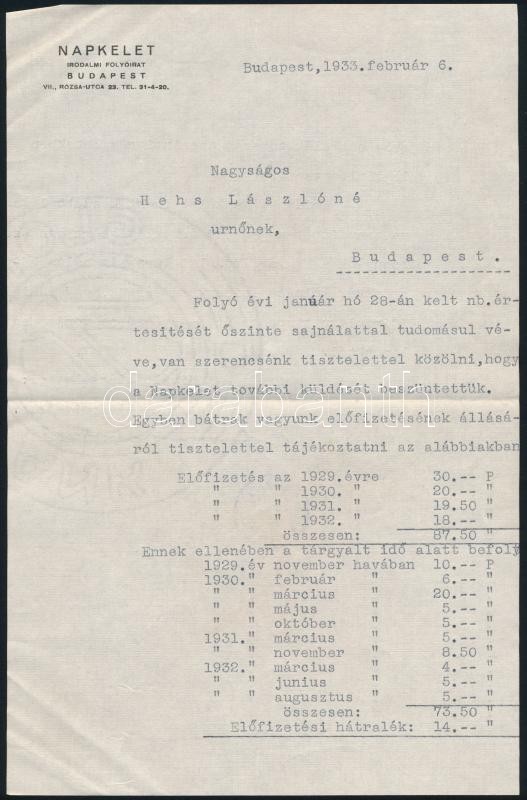 NAPKELET
IRODALMI FOLYÓIRAT
BUDAPEST
VII., RÓZSA-UTCA 23. TEL. 31-4-20.
Budapest,1933.február 6.
Nagyságos
Hehs Lászlóné
urnőnek,
Budapest.
Folyó évi január hó 28-án kelt nb.ér-
tesitését őszinte sajnálattal tudomásul vé-
ve,van szerencsénk tisztelettel közölni,hogy
a Napkelet további küldését beszüntettük.
Egyben bátrak vagyunk előfizetésének állásá-
ról tisztelettel tájékoztatni az alábbiakban
Előfizetés az 1929.évre 30.-- P
" " 1930. " 20.-- "
" " 1931. " 19.50 "
" " 1932. " 18.-- "
összesen: 87.50 "
Ennek ellenében a tárgyált idő alatt befoly
1929.év november havában 10.-- P
1930." február " 6.-- "
" " március " 20.-- "
" " május " 5.-- "
" " október " 5.-- "
1931." március " 5.-- "
" " november " 8.50 "
1932." március " 4.-- "
" " junius " 5.-- "
" " augusztus " 5.-- "
összesen: 73.50 "
Előfizetési hátralék: 14.-- "
darabanth